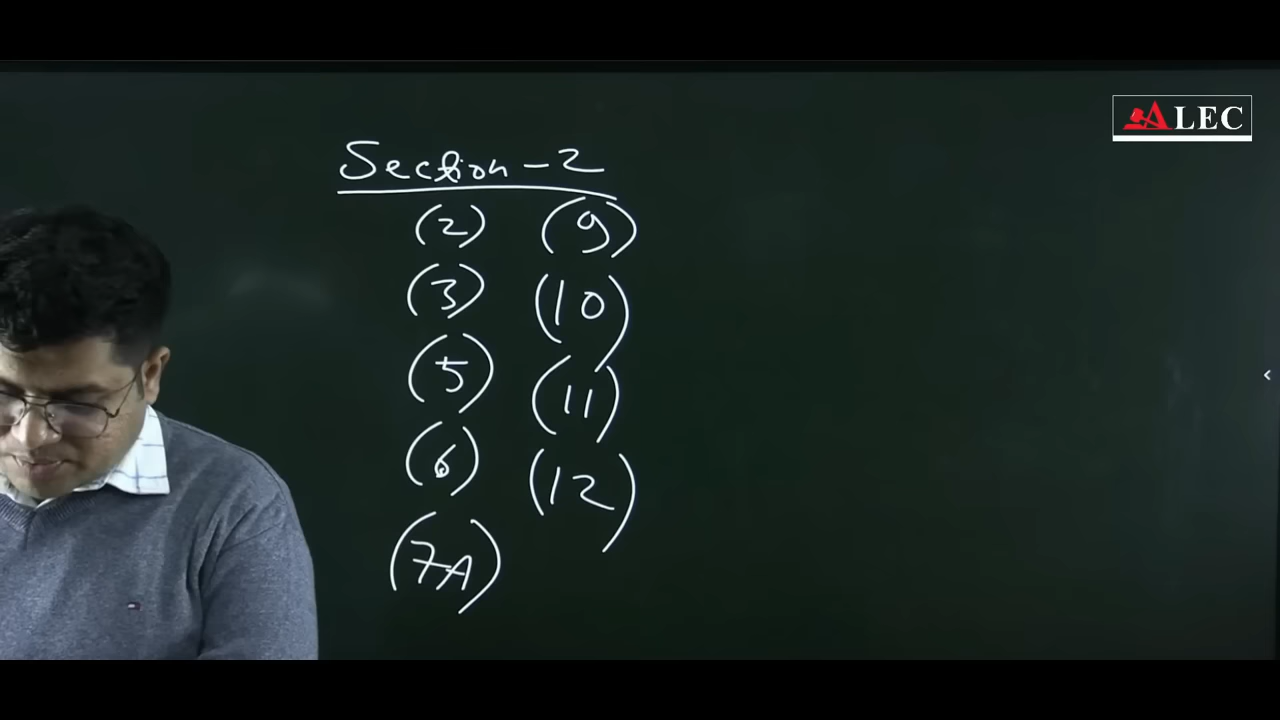 ALEC
Section - 2
(2) (9)
(3) (10)
(5) (11)
(6) (12)
(7A)